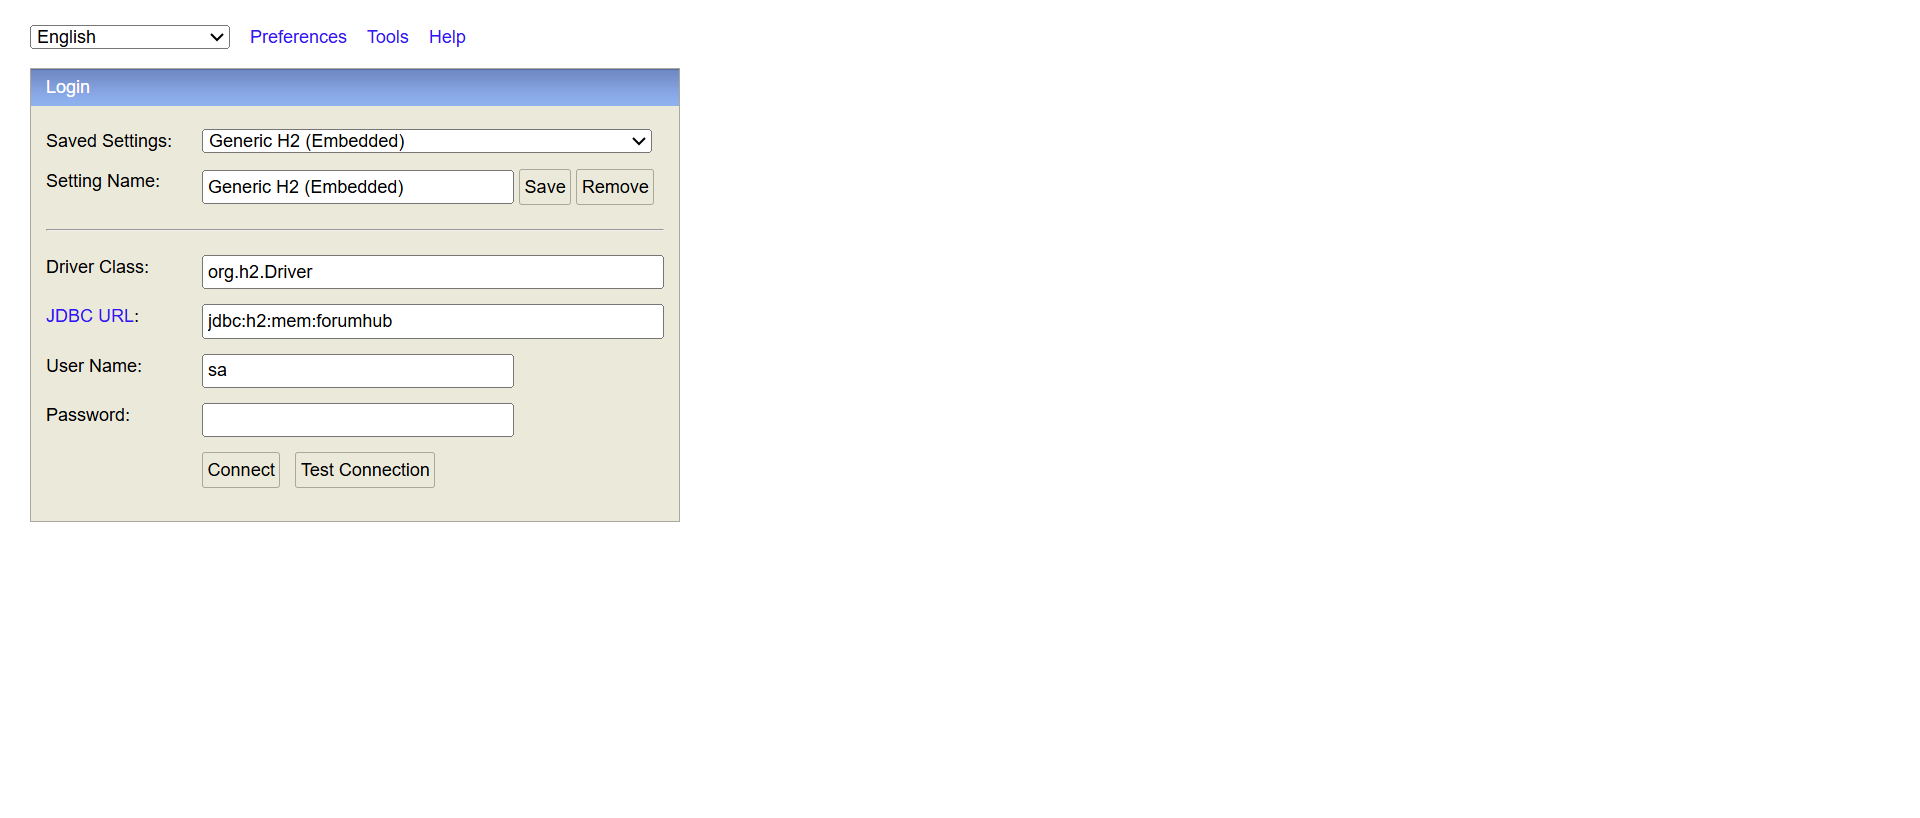 English Preferences Tools Help
Login
Saved Settings: Generic H2 (Embedded)
Setting Name: Generic H2 (Embedded) Save Remove
Driver Class: org.h2.Driver
JDBC URL: jdbc:h2:mem:forumhub
User Name: sa
Password:
Connect Test Connection